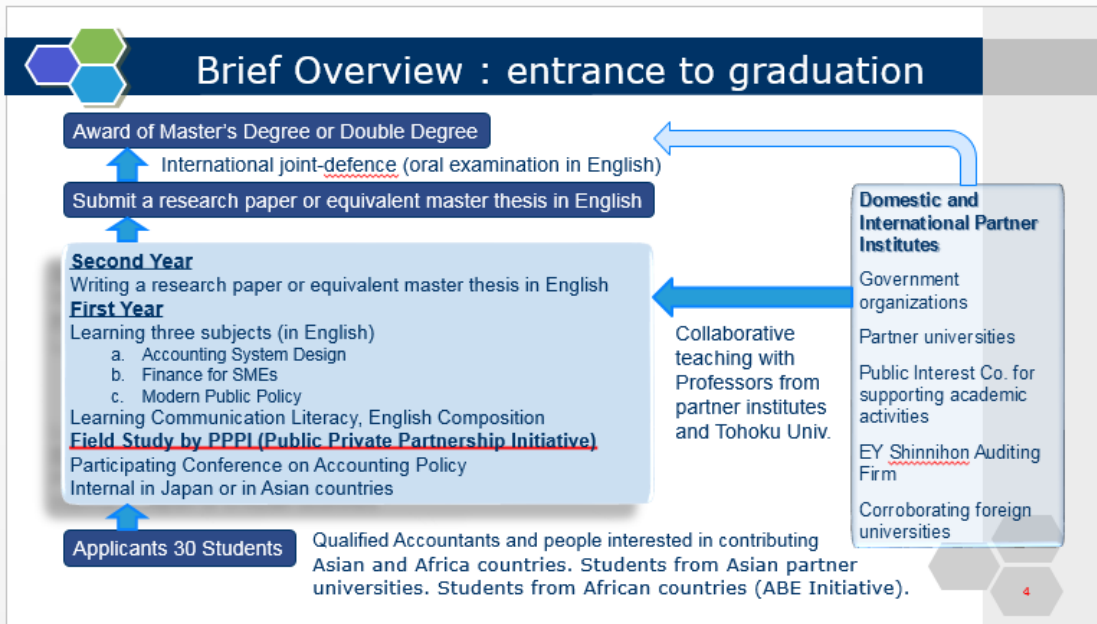 Brief Overview : entrance to graduation
Award of Master's Degree or Double Degree
International joint-defence (oral examination in English)
Submit a research paper or equivalent master thesis in English
Second Year
Writing a research paper or equivalent master thesis in English
First Year
Learning three subjects (in English)
a. Accounting System Design
b. Finance for SMEs
c. Modern Public Policy
Learning Communication Literacy, English Composition
Field Study by PPPI (Public Private Partnership Initiative)
Participating Conference on Accounting Policy
Internal in Japan or in Asian countries
Applicants 30 Students
Qualified Accountants and people interested in contributing
Asian and Africa countries. Students from Asian partner
universities. Students from African countries (ABE Initiative).
Collaborative
teaching with
Professors from
partner institutes
and Tohoku Univ.
Domestic and
International Partner
Institutes
Government
organizations
Partner universities
Public Interest Co. for
supporting academic
activities
EY Shinnihon Auditing
Firm
Corroborating foreign
universities
4